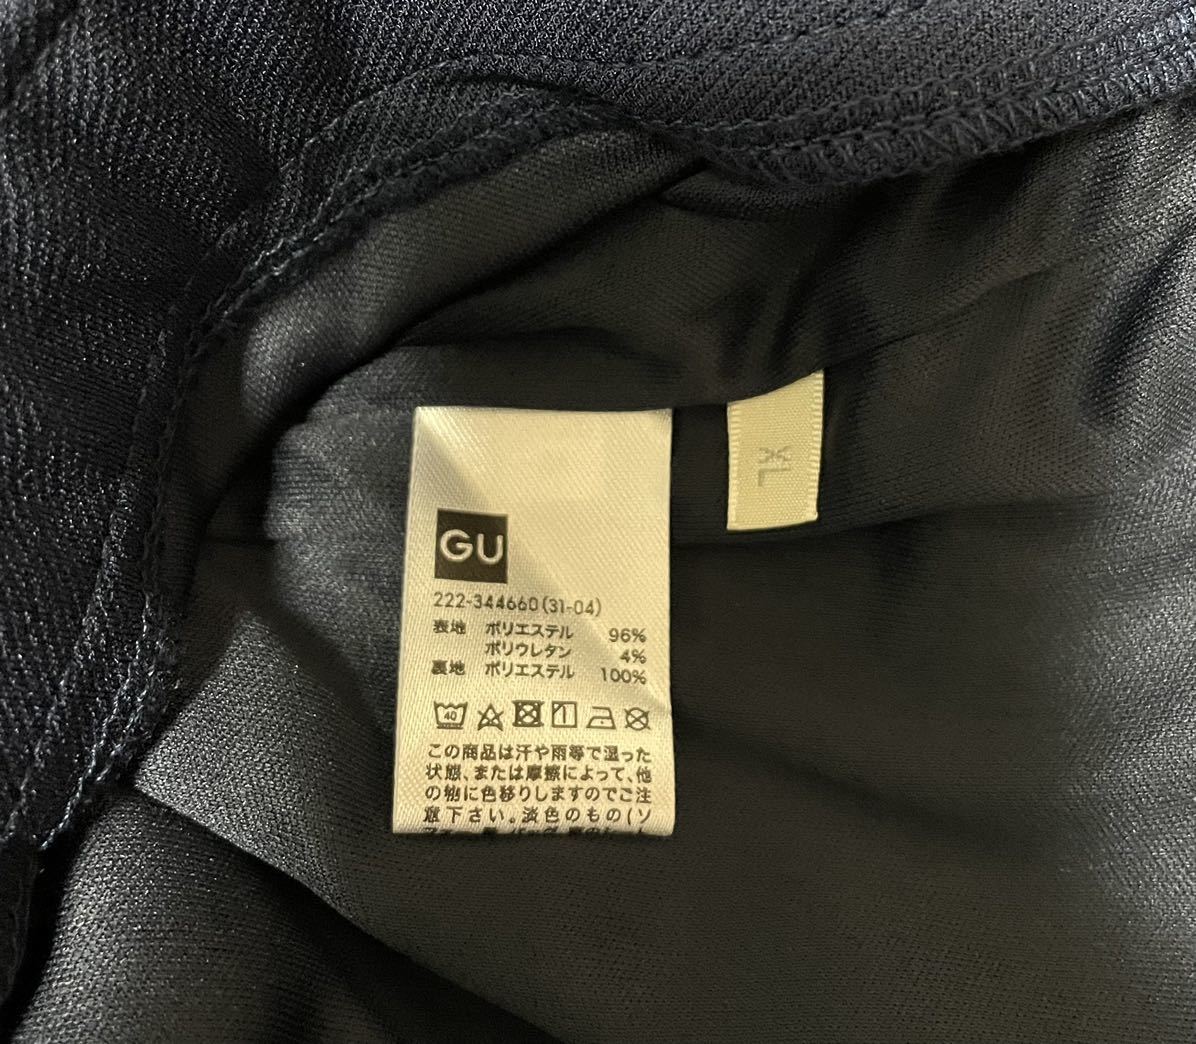 GU
222-344660(31-04)
表地 ポリエステル 96%
ポリウレタン 4%
裏地 ポリエステル 100%
40
この商品は汗や雨等で湿った
状態、または摩擦によって、他
の物に色移りしますのでご注
意下さい。淡色のもの(ソ
XL